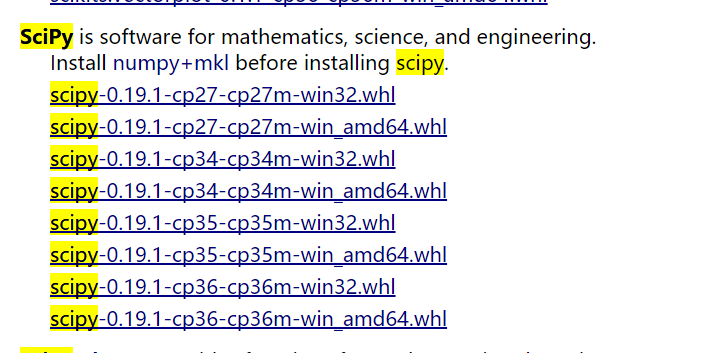 SciPy is software for mathematics, science, and engineering.
Install numpy+mkl before installing scipy.
scipy-0.19.1-cp27-cp27m-win32.whl
scipy-0.19.1-cp27-cp27m-win_amd64.whl
scipy-0.19.1-cp34-cp34m-win32.whl
scipy-0.19.1-cp34-cp34m-win_amd64.whl
scipy-0.19.1-cp35-cp35m-win32.whl
scipy-0.19.1-cp35-cp35m-win_amd64.whl
scipy-0.19.1-cp36-cp36m-win32.whl
scipy-0.19.1-cp36-cp36m-win_amd64.whl